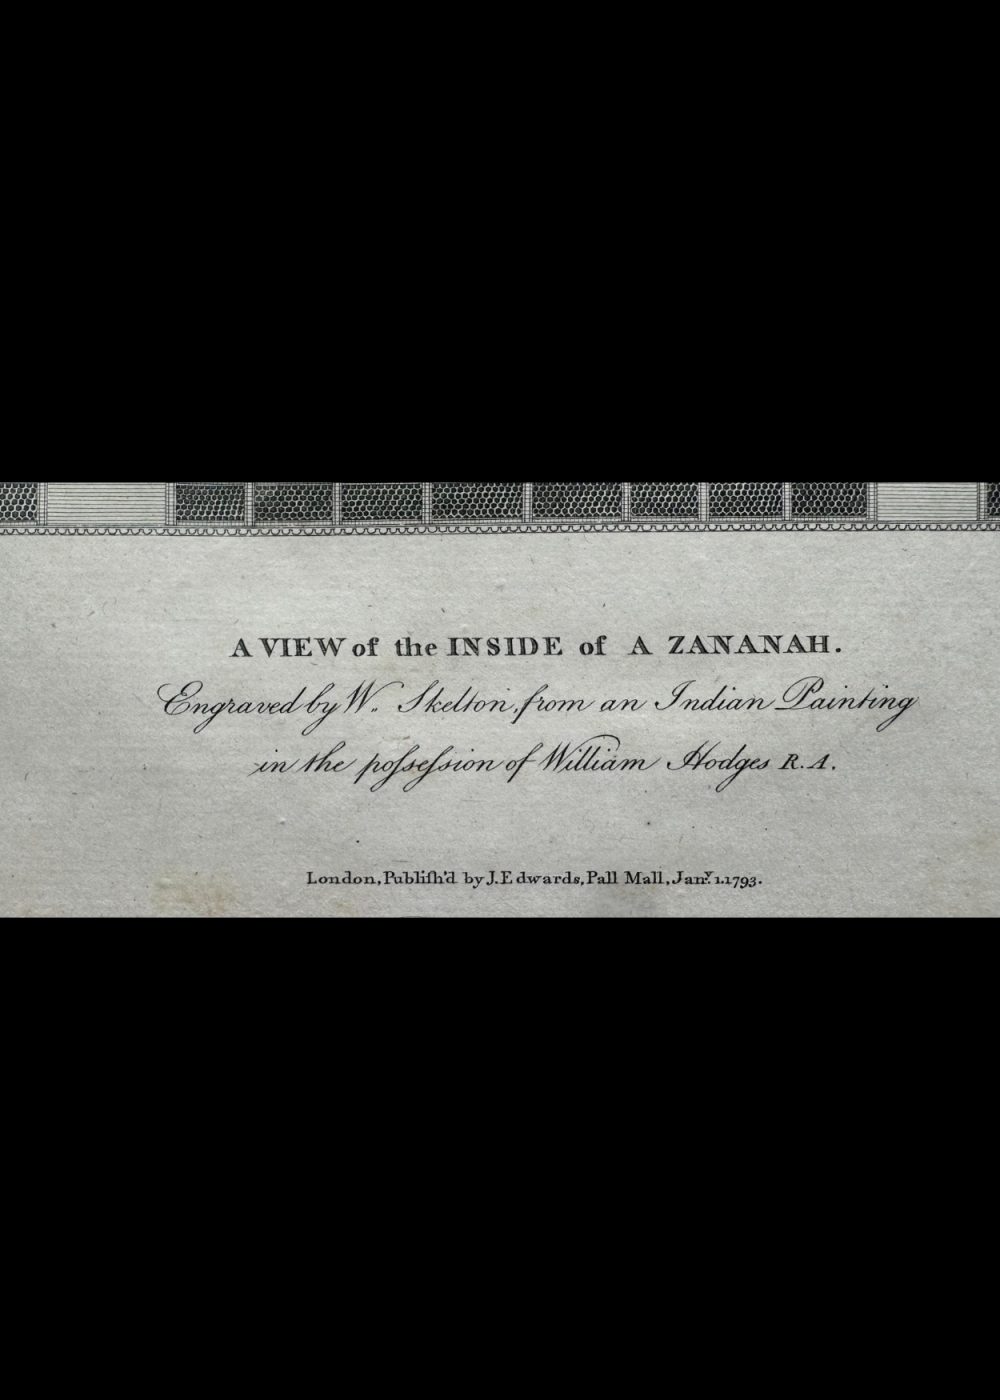 A VIEW of the INSIDE of A ZANANAH.
Engraved by W. Skelton, from an Indian Painting
in the poſseſsion of William Hodges R.A.
London, Publiſh'd by J. Edwards, Pall Mall, Jany. 1. 1793.